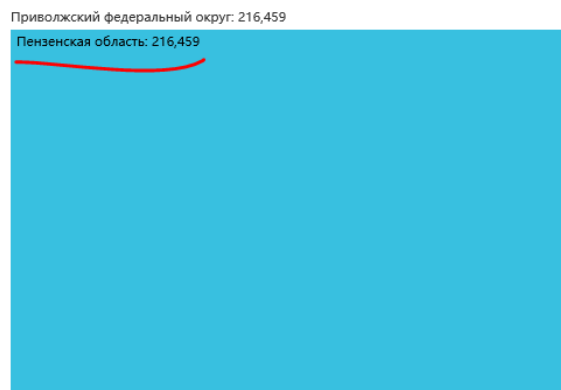 Приволжский федеральный округ: 216,459
Пензенская область: 216,459